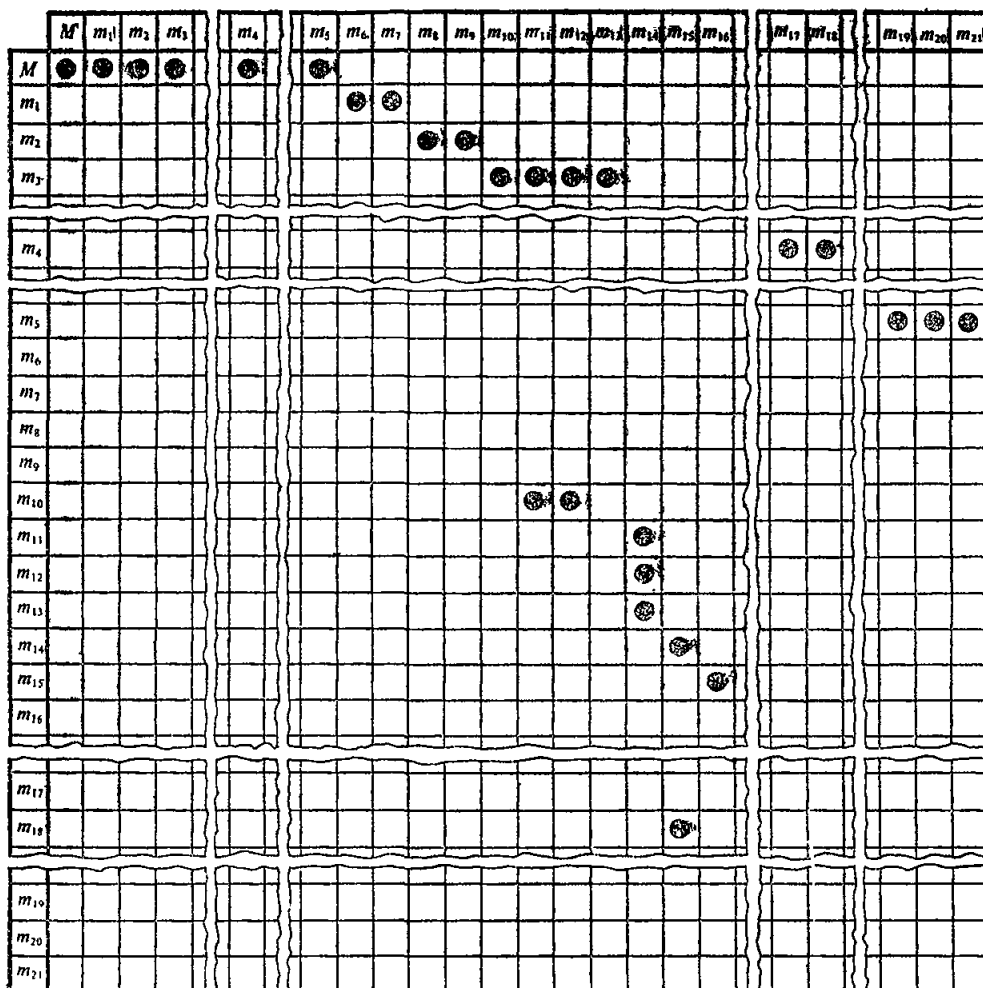 M m₁ m₂ m₃ m₄ m₅ m₆ m₇ m₈ m₉ m₁₀ m₁₁ m₁₂ m₁₃ m₁₄ m₁₅ m₁₆ m₁₇ m₁₈ m₁₉ m₂₀ m₂₁
M
m₁
m₂
m₃
m₄
m₅
m₆
m₇
m₈
m₉
m₁₀
m₁₁
m₁₂
m₁₃
m₁₄
m₁₅
m₁₆
m₁₇
m₁₈
m₁₉
m₂₀
m₂₁